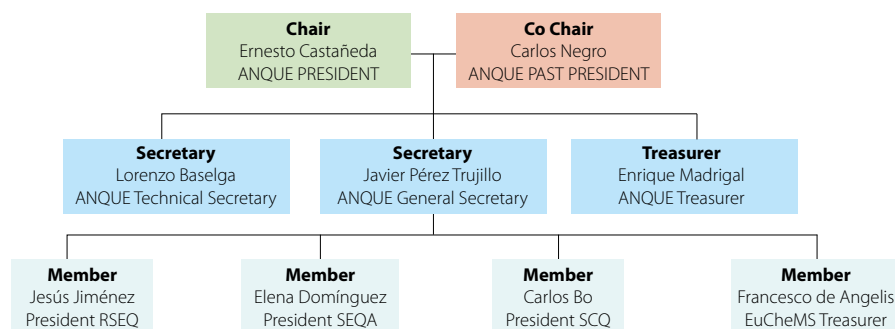 Chair
Ernesto Castañeda
ANQUE PRESIDENT
Co Chair
Carlos Negro
ANQUE PAST PRESIDENT
Secretary
Lorenzo Baselga
ANQUE Technical Secretary
Secretary
Javier Pérez Trujillo
ANQUE General Secretary
Treasurer
Enrique Madrigal
ANQUE Treasurer
Member
Jesús Jiménez
President RSEQ
Member
Elena Domínguez
President SEQA
Member
Carlos Bo
President SCQ
Member
Francesco de Angelis
EuCheMS Treasurer